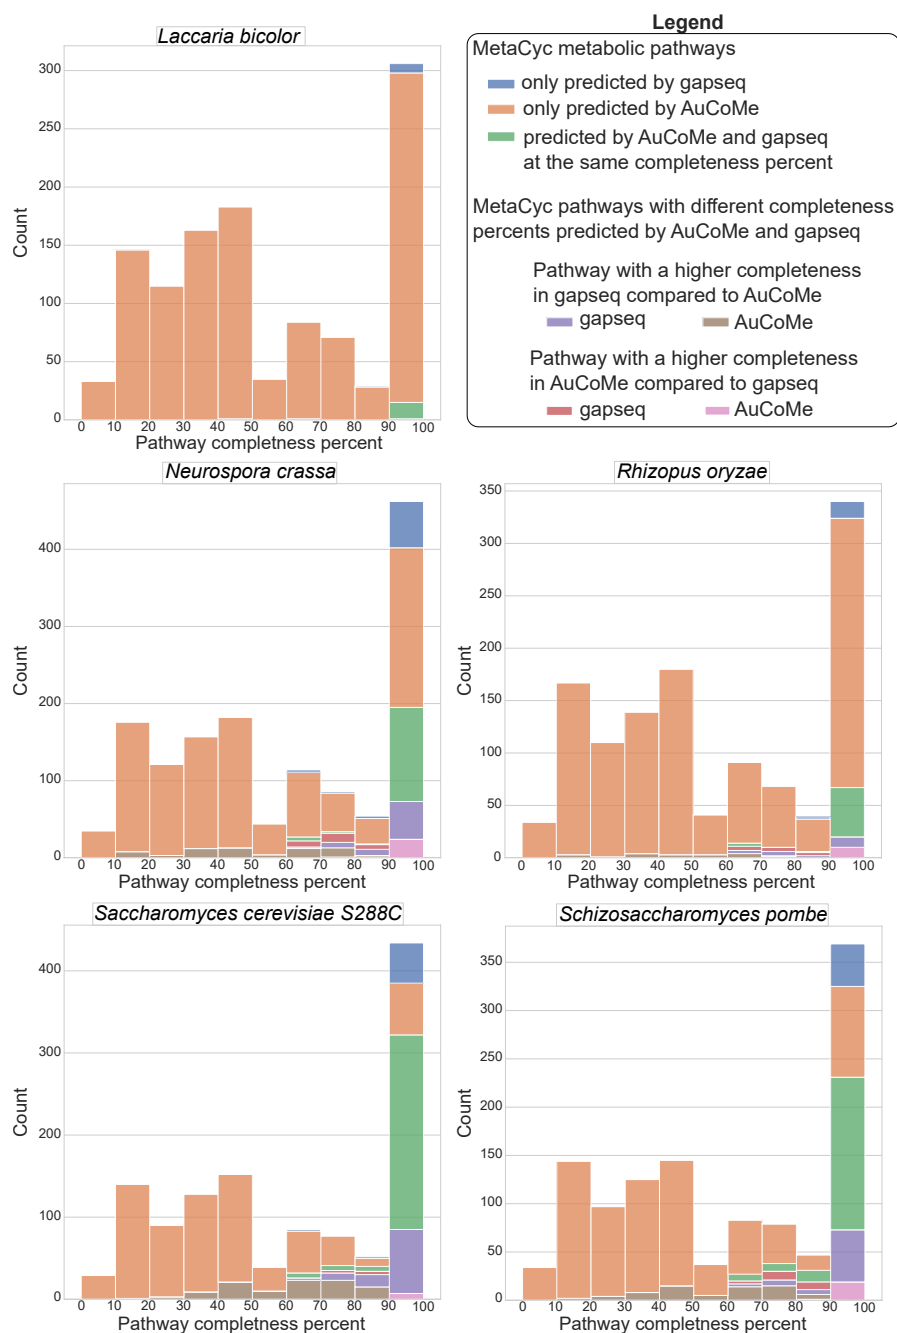 Laccaria bicolor
300
250
200
150
100
50
0
Count
0 10 20 30 40 50 60 70 80 90 100
Pathway completness percent
Legend
MetaCyc metabolic pathways
only predicted by gapseq
only predicted by AuCoMe
predicted by AuCoMe and gapseq
at the same completeness percent
MetaCyc pathways with different completeness
percents predicted by AuCoMe and gapseq
Pathway with a higher completeness
in gapseq compared to AuCoMe
gapseq AuCoMe
Pathway with a higher completeness
in AuCoMe compared to gapseq
gapseq AuCoMe
Neurospora crassa
400
300
200
100
0
Count
0 10 20 30 40 50 60 70 80 90 100
Pathway completness percent
Rhizopus oryzae
350
300
250
200
150
100
50
0
Count
0 10 20 30 40 50 60 70 80 90 100
Pathway completness percent
Saccharomyces cerevisiae S288C
400
300
200
100
0
Count
0 10 20 30 40 50 60 70 80 90 100
Pathway completness percent
Schizosaccharomyces pombe
350
300
250
200
150
100
50
0
Count
0 10 20 30 40 50 60 70 80 90 100
Pathway completness percent